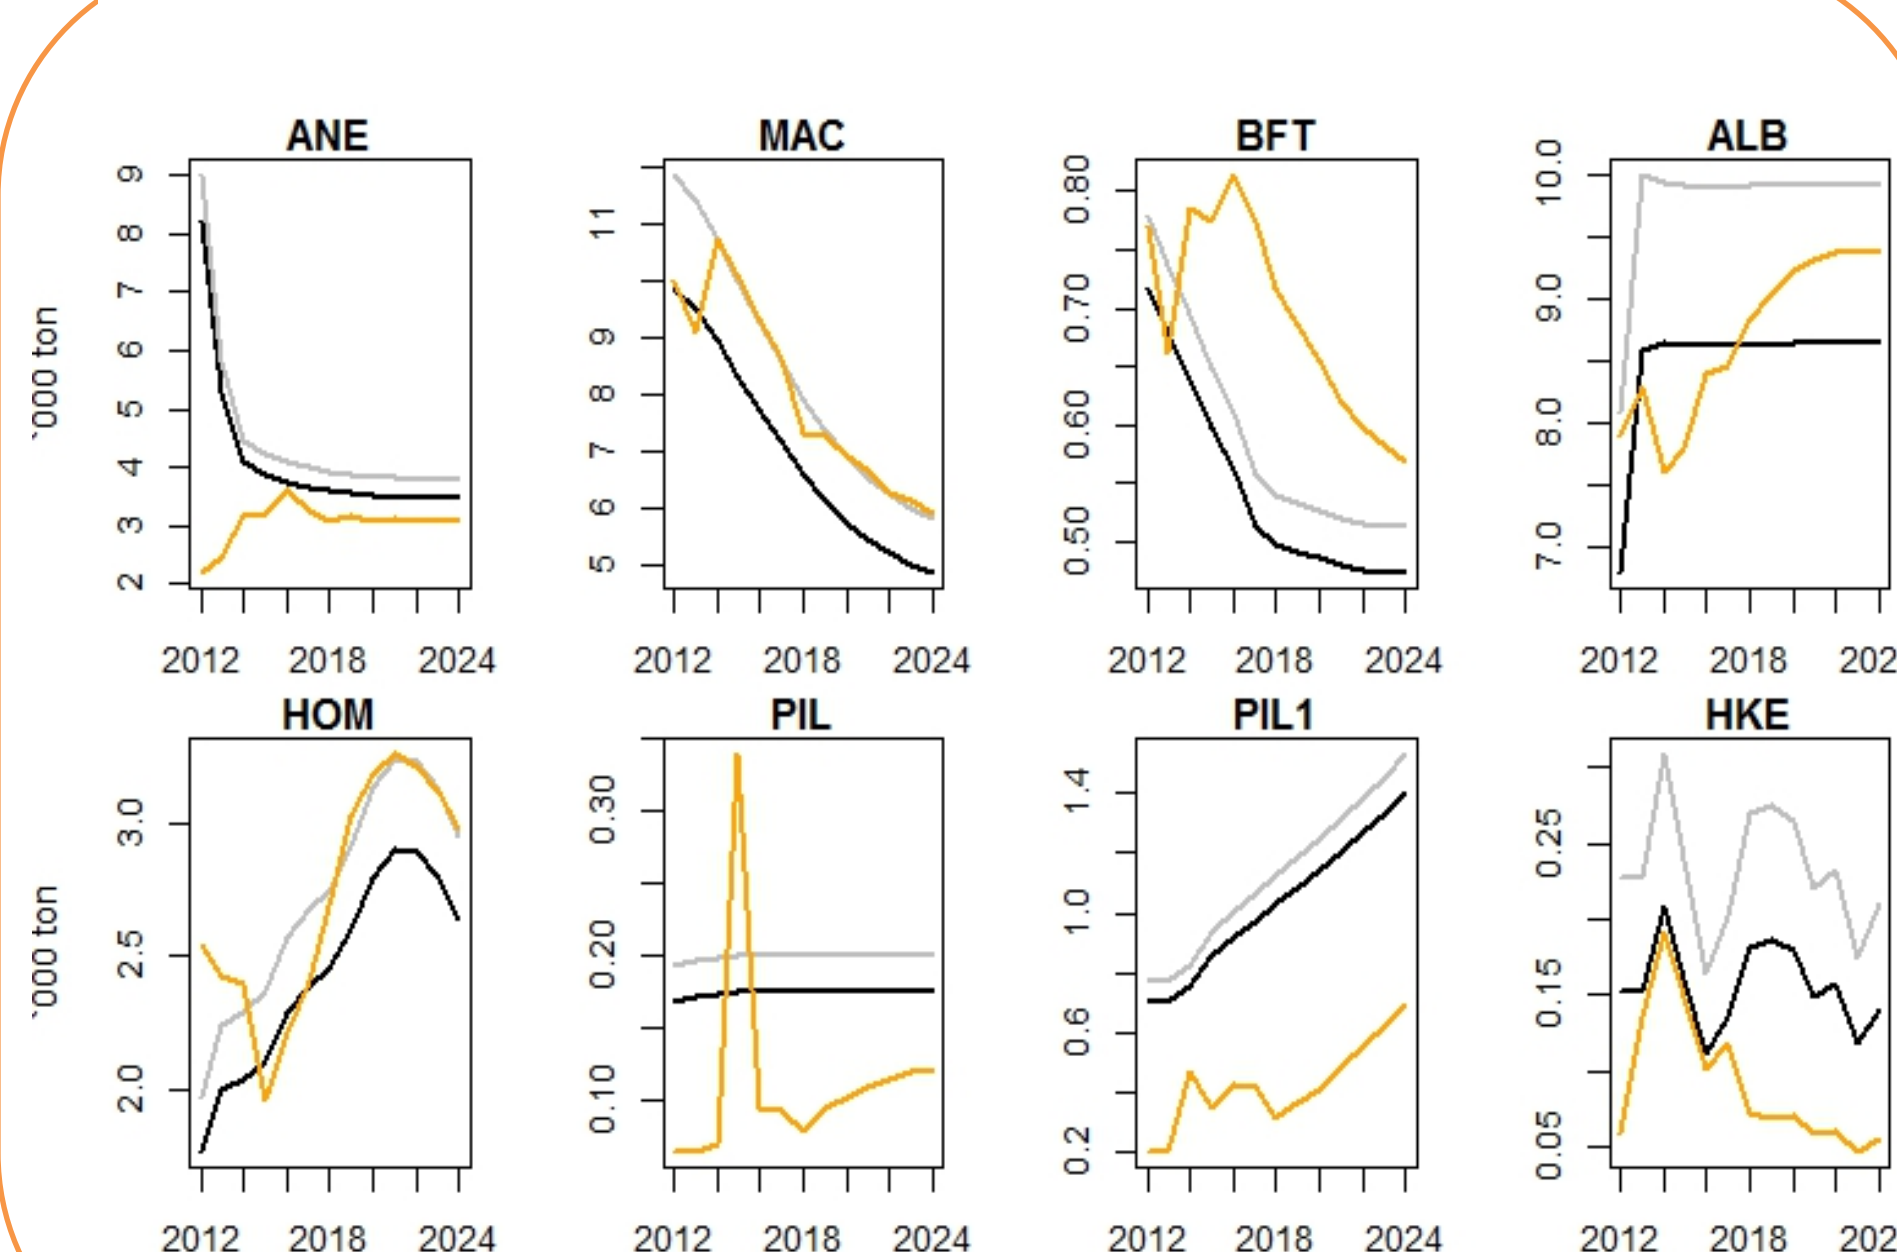 ANE MAC BFT ALB
9 8 7 6 5 4 3 2
11 9 8 7 6 5
0.80 0.70 0.60 0.50
10.0 9.0 8.0 7.0
`000 ton
2012 2018 2024 2012 2018 2024 2012 2018 2024 2012 2018 202
HOM PIL PIL1 HKE
3.0 2.5 2.0
0.30 0.20 0.10
1.4 1.0 0.6 0.2
0.25 0.15 0.05
`000 ton
2012 2018 2024 2012 2018 2024 2012 2018 2024 2012 2018 202